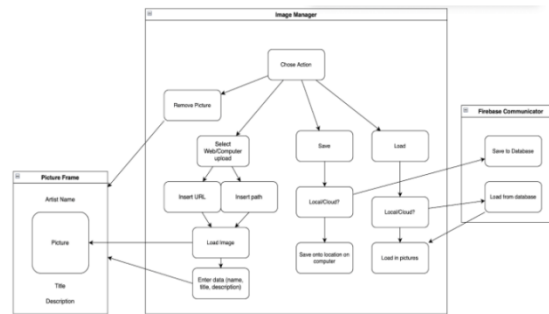 Image Manager
Chose Action
Remove Picture
Select
Web/Computer
upload
Save
Load
Insert URL
Insert path
Local/Cloud?
Local/Cloud?
Load Image
Save onto location on
computer
Load in pictures
Enter data (name,
title, description)
Picture Frame
Artist Name
Picture
Title
Description
Firebase Communicator
Save to Database
Load from database